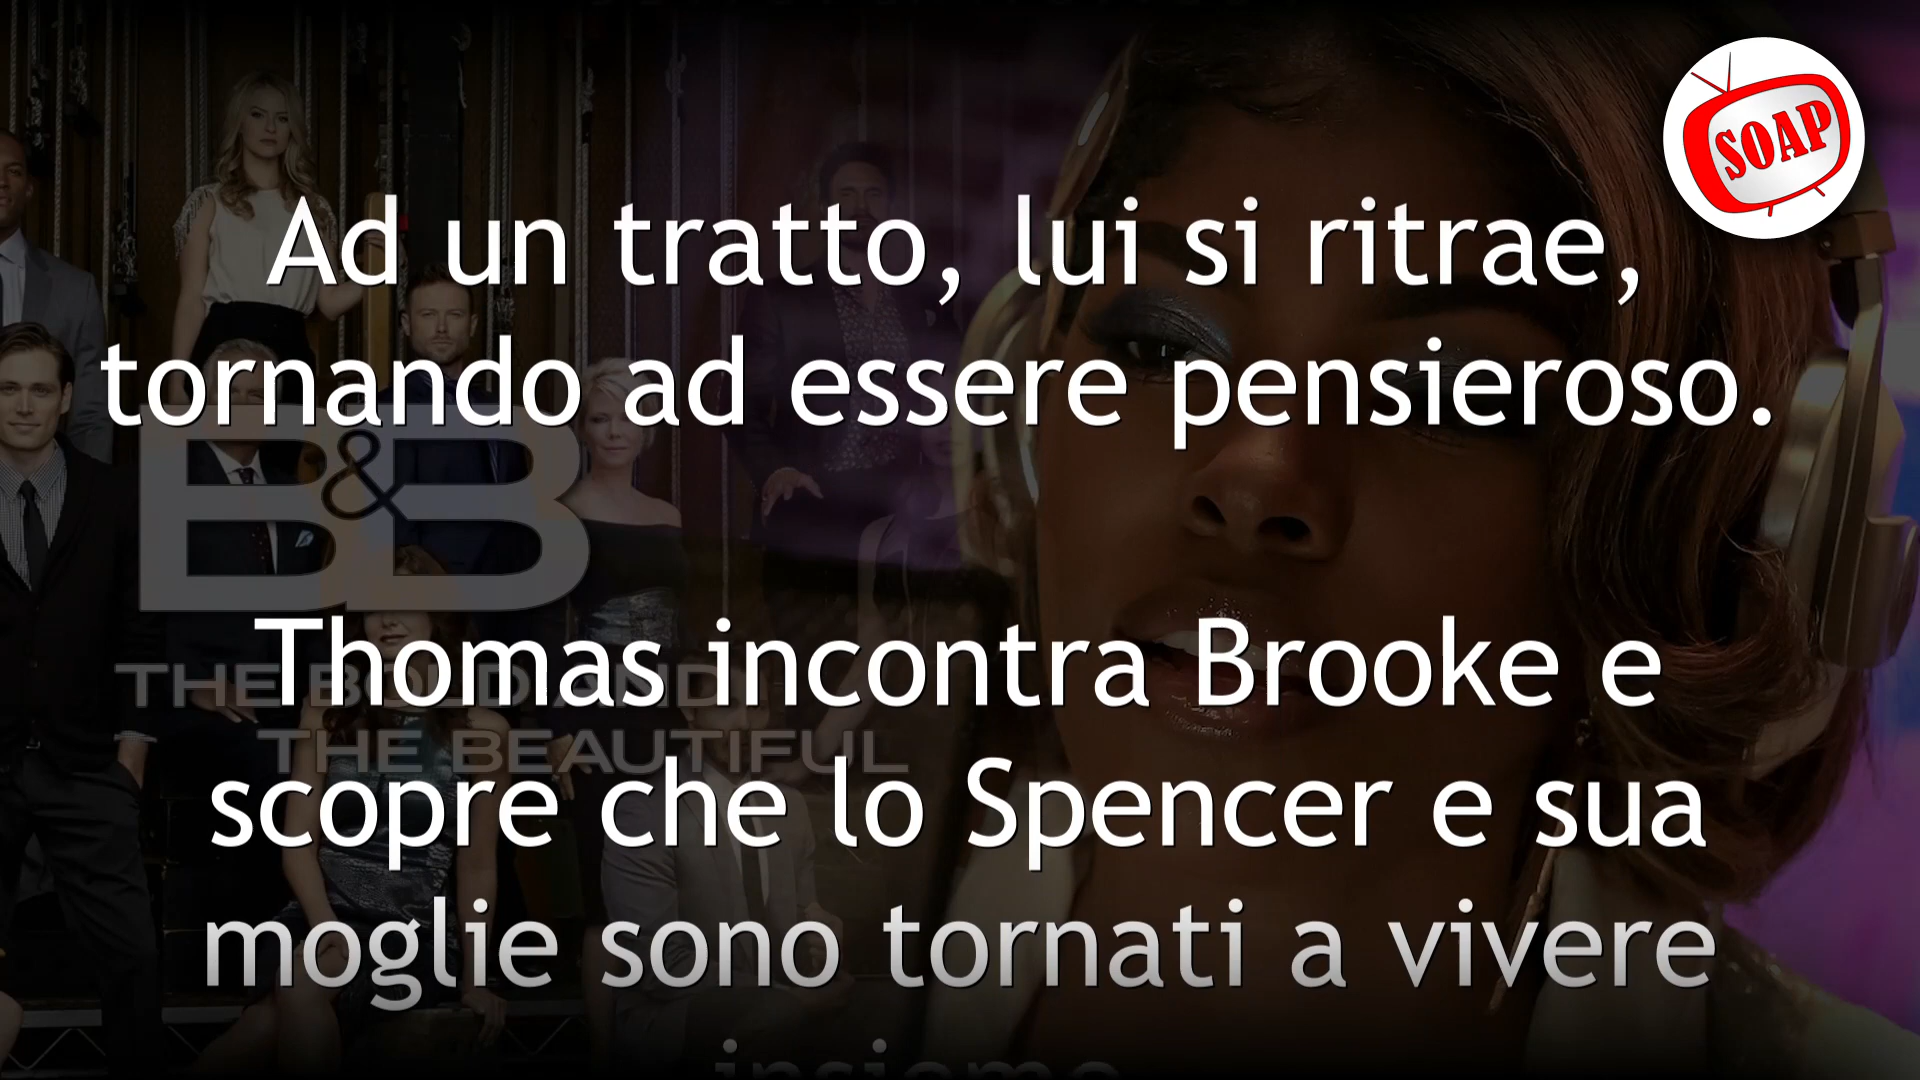 SOAP
Ad un tratto, lui si ritrae,
tornando ad essere pensieroso.
B&B
THE BOLD AND
THE BEAUTIFUL
Thomas incontra Brooke e
scopre che lo Spencer e sua
moglie sono tornati a vivere
insieme